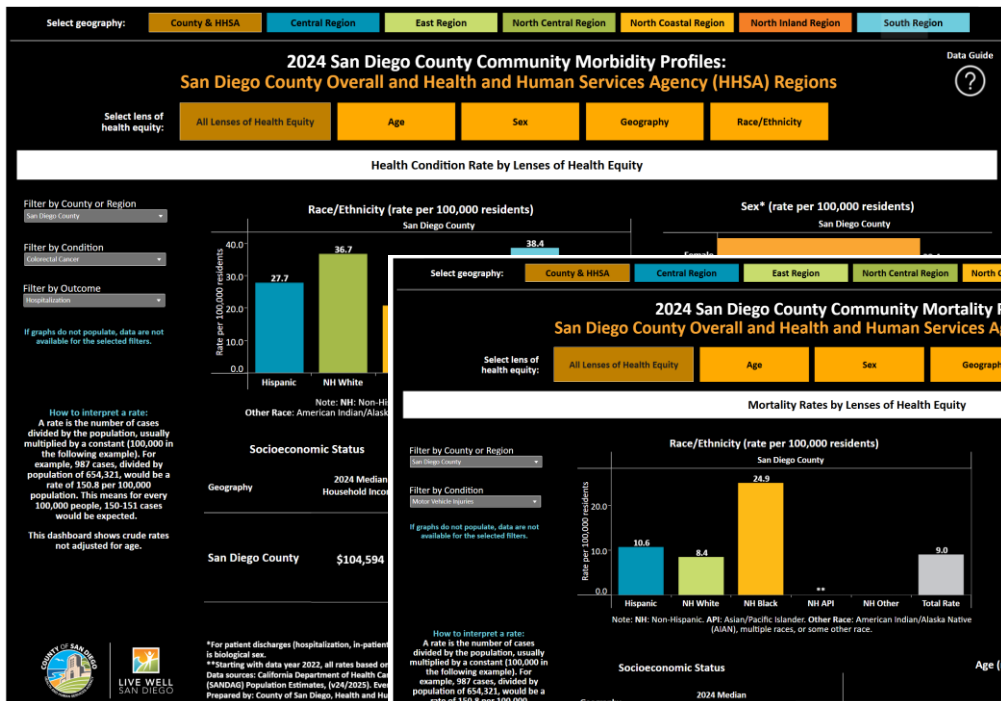 Select geography:
County & HHSA
Central Region
East Region
North Central Region
North Coastal Region
North Inland Region
South Region
2024 San Diego County Community Morbidity Profiles:
San Diego County Overall and Health and Human Services Agency (HHSA) Regions
Data Guide
?
Select lens of
health equity:
All Lenses of Health Equity
Age
Sex
Geography
Race/Ethnicity
Health Condition Rate by Lenses of Health Equity
Filter by County or Region
San Diego County
Filter by Condition
Colorectal Cancer
Filter by Outcome
Hospitalization
If graphs do not populate, data are not
available for the selected filters.
How to interpret a rate:
A rate is the number of cases
divided by the population, usually
multiplied by a constant (100,000 in
the following example). For
example, 987 cases, divided by
population of 654,321, would be a
rate of 150.8 per 100,000
population. This means for every
100,000 people, 150-151 cases
would be expected.
This dashboard shows crude rates
not adjusted for age.
Race/Ethnicity (rate per 100,000 residents)
San Diego County
Rate per 100,000 residents
40.0
30.0
20.0
10.0
0.0
27.7
36.7
38.4
Hispanic
NH White
Note: NH:
Other Race: American
Sex* (rate per 100,000 residents)
San Diego County
Female
Socioeconomic Status
Geography
2024 Median
Household
San Diego County
$104,594
COUNTY OF SAN DIEGO
LIVE WELL
SAN DIEGO
*For patient discharges (hospitalization,
is biological sex.
**Starting with data year 2022, all rates based
Data sources: California Department of Health
(SANDAG) Population Estimates, (v24/2025).
Prepared by: County of San Diego, Health and
Select geography:
County & HHSA
Central Region
East Region
North Central Region
North
2024 San Diego County Community Mortality
San Diego County Overall and Health and Human Services
Select lens of
health equity:
All Lenses of Health Equity
Age
Sex
Mortality Rates by Lenses of Health Equity
Filter by County or Region
San Diego County
Filter by Condition
Motor Vehicle Injuries
If graphs do not populate, data are not
available for the selected filters.
How to interpret a rate:
A rate is the number of cases
divided by the population, usually
multiplied by a constant (100,000 in
the following example). For
example, 987 cases, divided by
population of 654,321, would be a
rate of 150.8 per 100,000
Race/Ethnicity (rate per 100,000 residents)
San Diego County
Rate per 100,000 residents
20.0
10.0
0.0
10.6
8.4
24.9
**
9.0
Hispanic
NH White
NH Black
NH API
NH Other
Total Rate
Note: NH: Non-Hispanic. API: Asian/Pacific Islander. Other Race: American Indian/Alaska Native
(AIAN), multiple races, or some other race.
Socioeconomic Status
Age
2024 Median